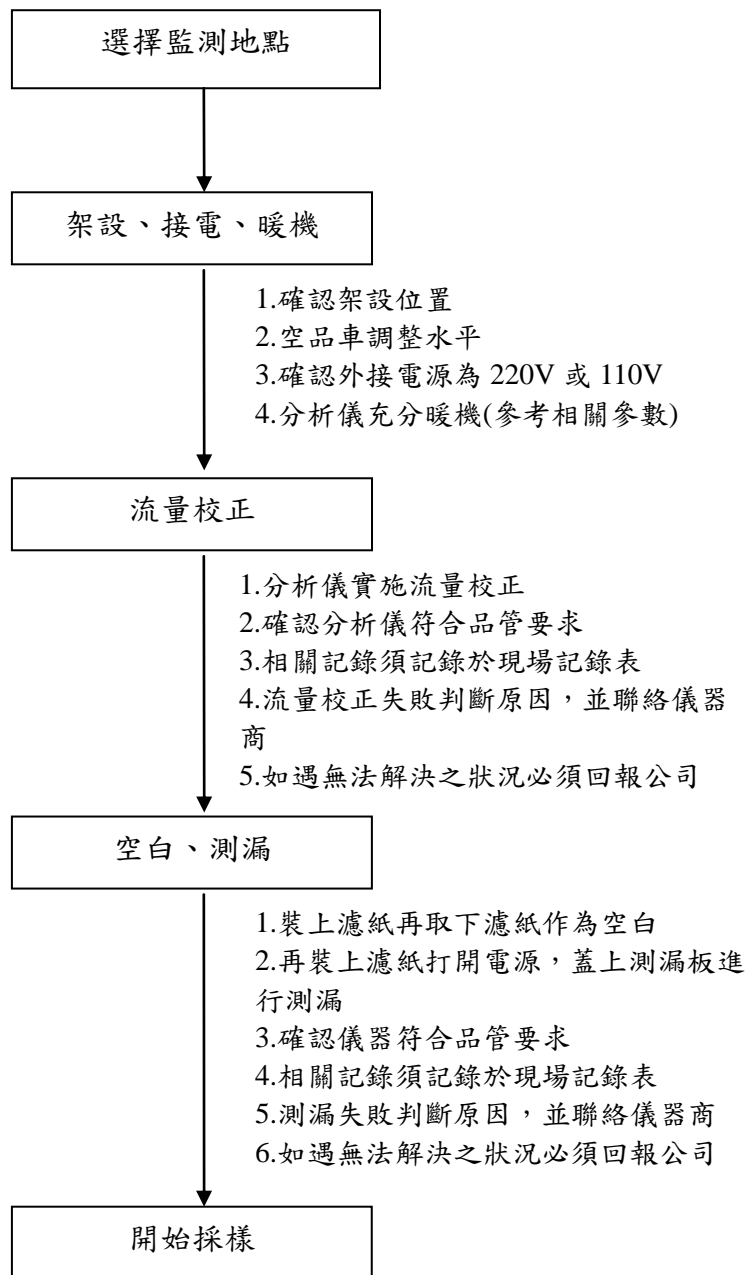 選擇監測地點
架設、接電、暖機
1.確認架設位置
2.空品車調整水平
3.確認外接電源為 220V 或 110V
4.分析儀充分暖機(參考相關參數)
流量校正
1.分析儀實施流量校正
2.確認分析儀符合品管要求
3.相關記錄須記錄於現場記錄表
4.流量校正失敗判斷原因，並聯絡儀器
商
5.如遇無法解決之狀況必須回報公司
空白、測漏
1.裝上濾紙再取下濾紙作為空白
2.再裝上濾紙打開電源，蓋上測漏板進
行測漏
3.確認儀器符合品管要求
4.相關記錄須記錄於現場記錄表
5.測漏失敗判斷原因，並聯絡儀器商
6.如遇無法解決之狀況必須回報公司
開始採樣